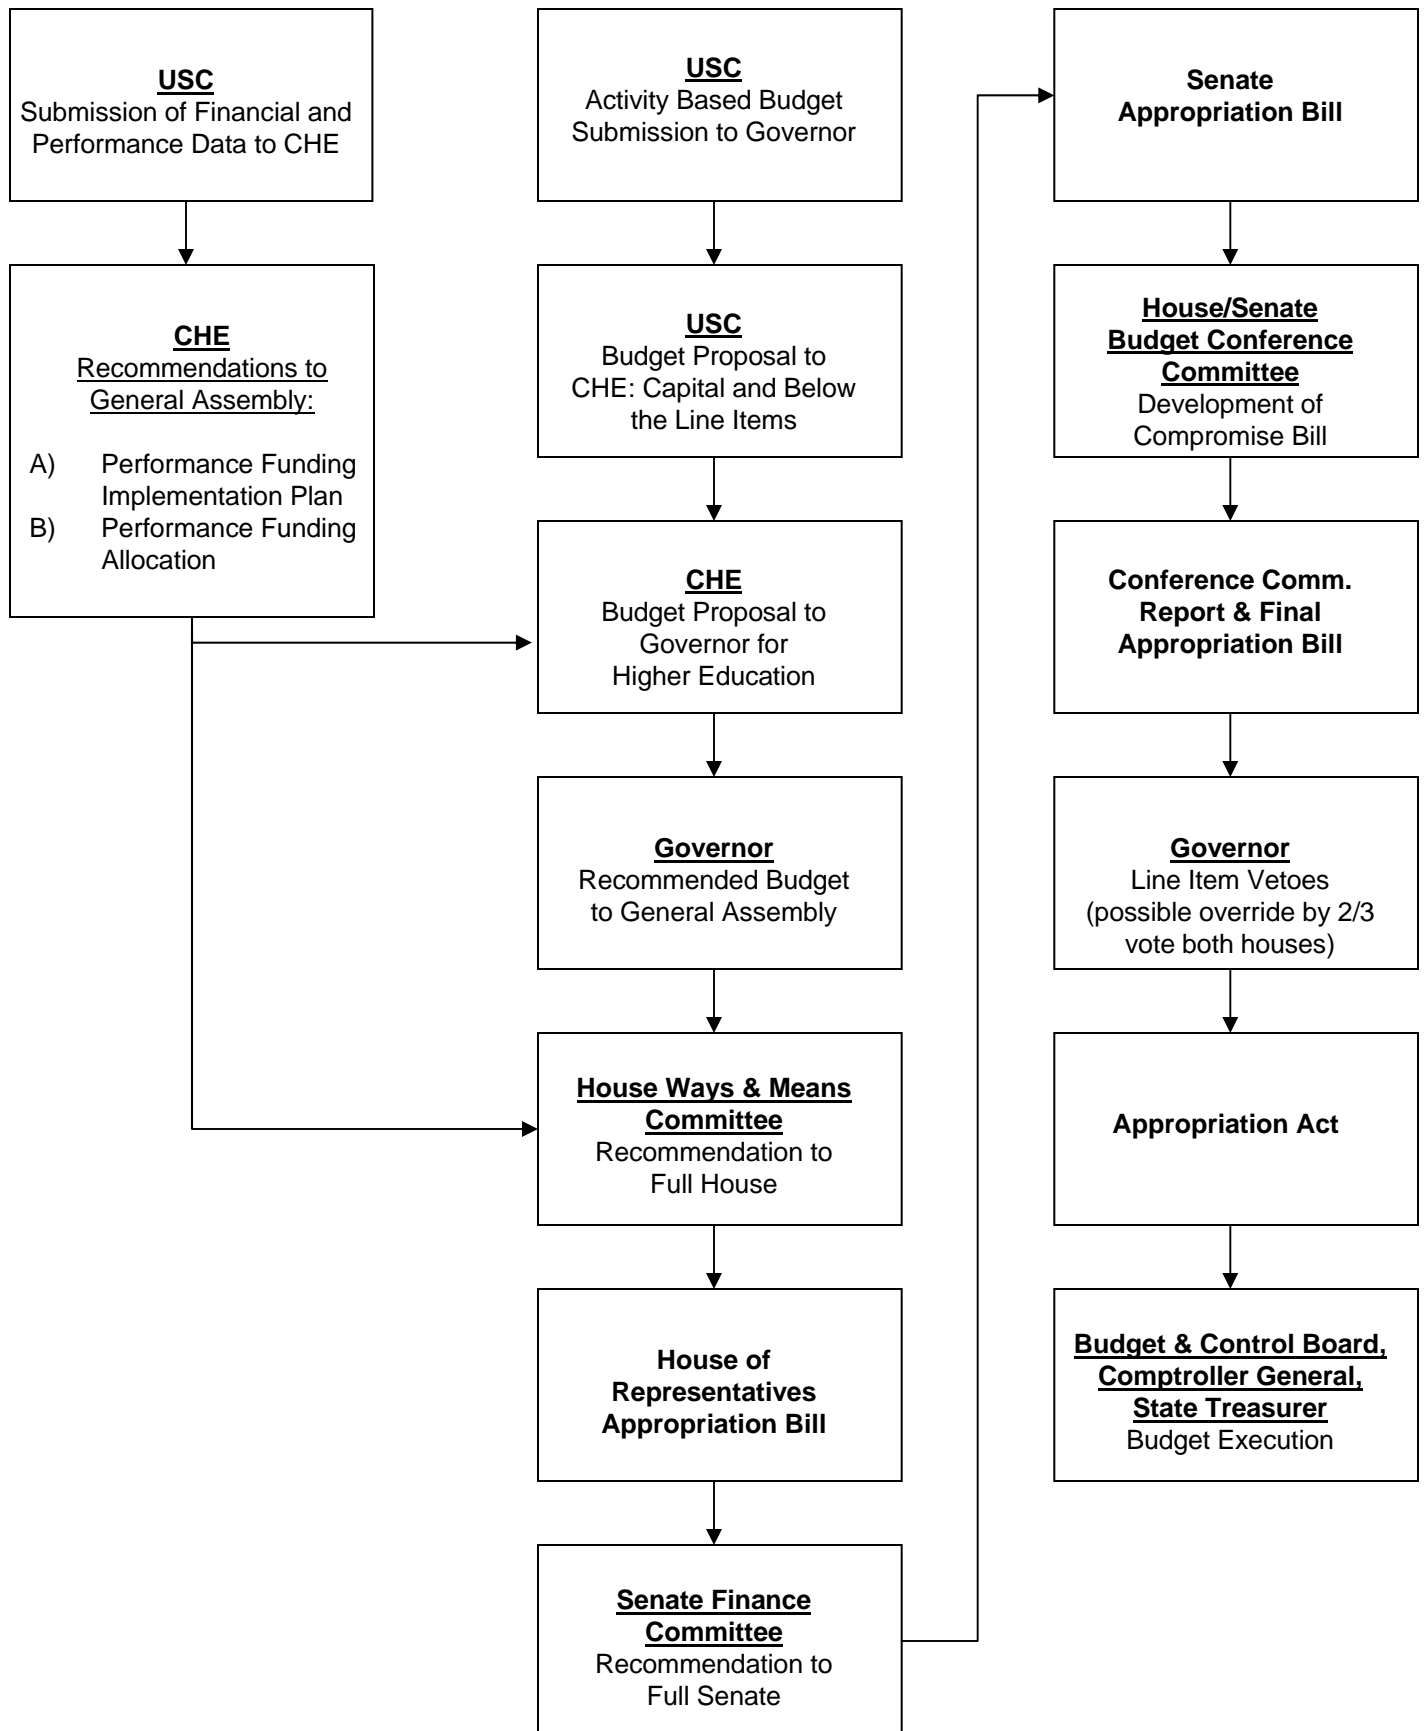 USC
Submission of Financial and
Performance Data to CHE
CHE
Recommendations to
General Assembly:
A) Performance Funding
Implementation Plan
B) Performance Funding
Allocation
USC
Activity Based Budget
Submission to Governor
USC
Budget Proposal to
CHE: Capital and Below
the Line Items
CHE
Budget Proposal to
Governor for
Higher Education
Governor
Recommended Budget
to General Assembly
House Ways & Means
Committee
Recommendation to
Full House
House of
Representatives
Appropriation Bill
Senate Finance
Committee
Recommendation to
Full Senate
Senate
Appropriation Bill
House/Senate
Budget Conference
Committee
Development of
Compromise Bill
Conference Comm.
Report & Final
Appropriation Bill
Governor
Line Item Vetoes
(possible override by 2/3
vote both houses)
Appropriation Act
Budget & Control Board,
Comptroller General,
State Treasurer
Budget Execution